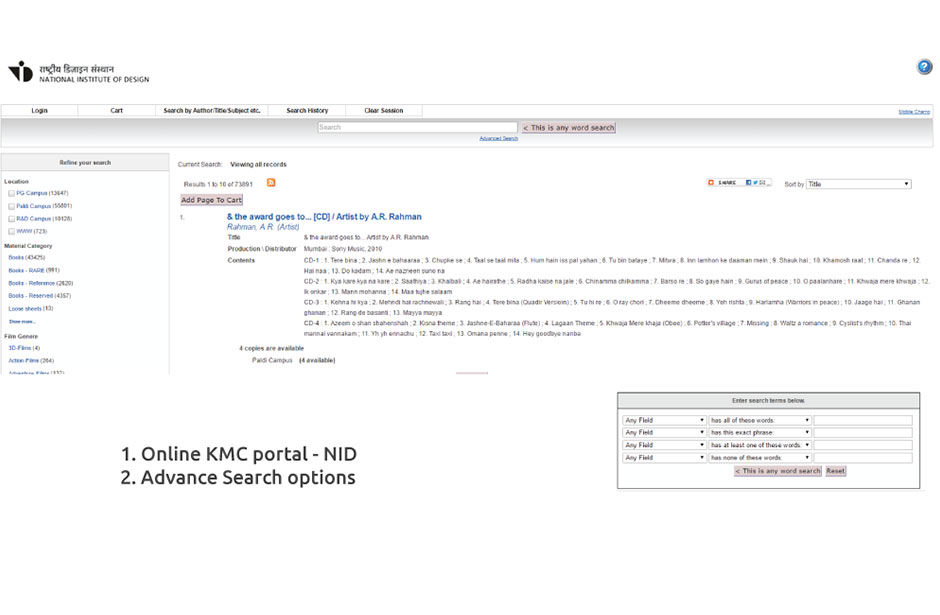 राष्ट्रीय डिज़ाइन संस्थान
NATIONAL INSTITUTE OF DESIGN
Login Cart Search by Author/Title/Subject etc. Search History Clear Session
Search < This is any word search
Advanced Search
Refine your search
Current Search: Viewing all records
Results 1 to 10 of 73891
SHARE
Sort by Title
Add Page To Cart
Location
PG Campus (13647)
Paldi Campus (55801)
R&D Campus (10128)
WWW (723)
Material Category
Books (43425)
Books - RARE (981)
Books - Reference (2620)
Books - Reserved (4357)
Loose sheets (13)
Show more...
Film Genere
3D-Films (4)
Action Films (264)
1. & the award goes to... [CD] / Artist by A.R. Rahman
Rahman, A.R. (Artist)
Title & the award goes to... Artist by A.R. Rahman
Production \ Distributor Mumbai : Sony Music, 2010
Contents CD-1 : 1. Tere bina ; 2. Jashn e bahaaraa ; 3. Chupke se ; 4. Taal se taal mila ; 5. Hum hain iss pal yahan ; 6. Tu bin bataye ; 7. Mitwa ; 8. Inn lamhon ke daaman mein ; 9. Shauk hai ; 10. Khamosh raat ; 11. Chanda re ; 12.
Hai naa ; 13. Do kadam ; 14. Ae nazneen suno na
CD-2 : 1. Kya kare kya na kare ; 2. Saathiya ; 3. Khalbali ; 4. Ae hairathe ; 5. Radha kaise na jale ; 6. Chinamma chilkamma ; 7. Barso re ; 8. So gaye hain ; 9. Gurus of peace ; 10. O paalanhare ; 11. Khwaja mere khwaja ; 12.
Ik onkar ; 13. Mann mohanna ; 14. Maa tujhe salaam
CD-3 : 1. Kehna hi kya ; 2. Mehndi hai rachnewali ; 3. Rang hai ; 4. Tere bina (Quadir Version) ; 5. Tu hi re ; 6. O ray chori ; 7. Dheeme dheeme ; 8. Yeh rishta ; 9. Hariamha (Warriors in peace) ; 10. Jaage hai ; 11. Ghanan
ghanan ; 12. Rang de basanti ; 13. Mayya mayya
CD-4 : 1. Azeem o shan shahenshah ; 2. Kisna theme ; 3. Jashne-E-Baharaa (Flute) ; 4. Lagaan Theme ; 5. Khwaja Mere khaja (Oboe) ; 6. Potter's village ; 7. Missing ; 8. Waltz a romance ; 9. Cyslist's rhythm ; 10. Thai
mannai vannakam ; 11. Yh yh ennachu ; 12. Taxi taxi ; 13. Omana penne ; 14. Hey goodbye nanba
4 copies are available
Paldi Campus (4 available)
Enter search terms below.
Any Field has all of these words:
Any Field has this exact phrase:
Any Field has at least one of these words:
Any Field has none of these words:
< This is any word search Reset
1. Online KMC portal - NID
2. Advance Search options